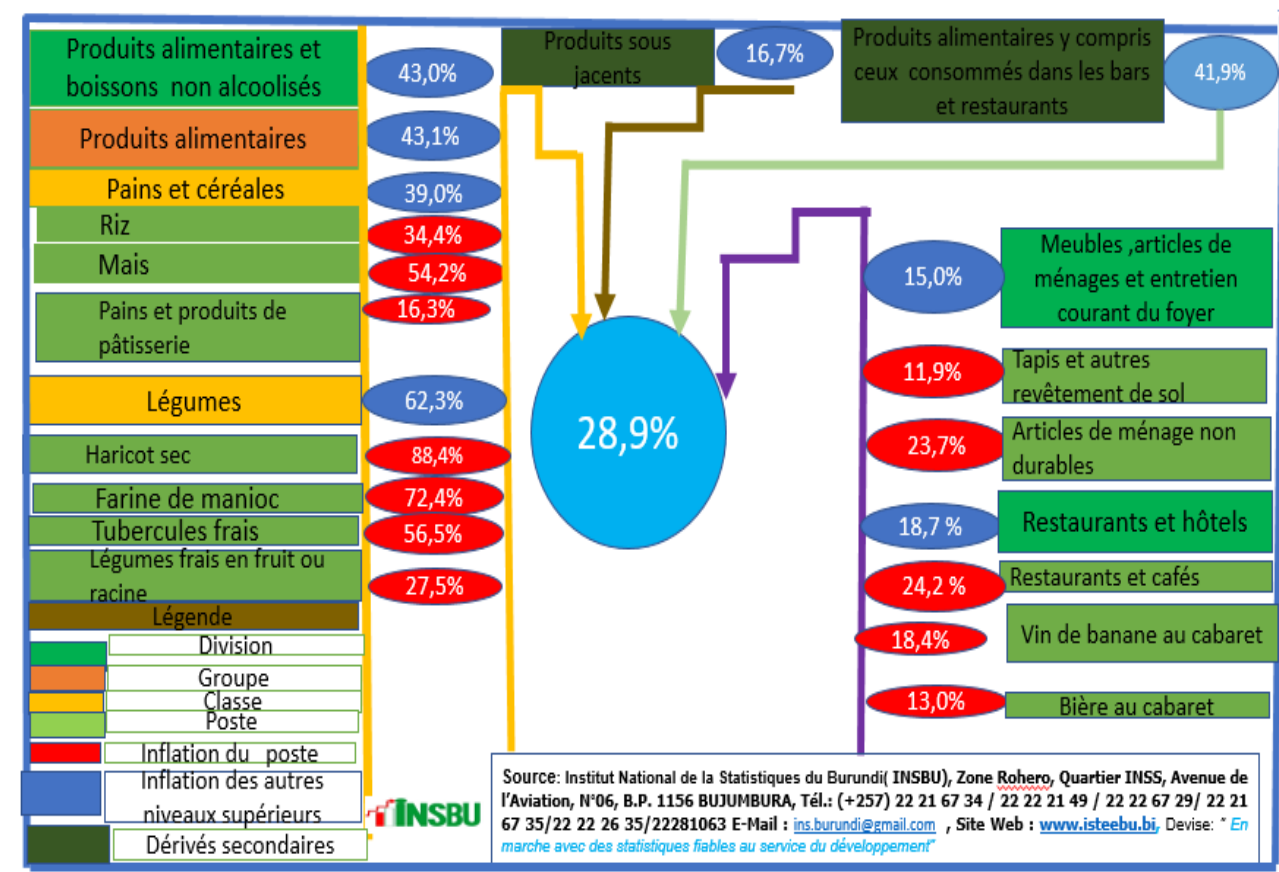 Produits alimentaires et
boissons non alcoolisés
43,0%
Produits alimentaires
43,1%
Pains et céréales
39,0%
Riz
34,4%
Mais
54,2%
Pains et produits de
pâtisserie
16,3%
Légumes
62,3%
Haricot sec
88,4%
Farine de manioc
72,4%
Tubercules frais
56,5%
Légumes frais en fruit ou
racine
27,5%
Légende
Division
Groupe
Classe
Poste
Inflation du poste
Inflation des autres
niveaux supérieurs
Dérivés secondaires
Produits sous
jacents
16,7%
Produits alimentaires y compris
ceux consommés dans les bars
et restaurants
41,9%
28,9%
15,0%
Meubles ,articles de
ménages et entretien
courant du foyer
11,9%
Tapis et autres
revêtement de sol
23,7%
Articles de ménage non
durables
18,7 %
Restaurants et hôtels
24,2 %
Restaurants et cafés
18,4%
Vin de banane au cabaret
13,0%
Bière au cabaret
INSBU
Source: Institut National de la Statistiques du Burundi( INSBU), Zone Rohero, Quartier INSS, Avenue de
l'Aviation, N°06, B.P. 1156 BUJUMBURA, Tél.: (+257) 22 21 67 34 / 22 22 21 49 / 22 22 67 29/ 22 21
67 35/22 22 26 35/22281063 E-Mail : ins.burundi@gmail.com , Site Web : www.isteebu.bi, Devise: " En
marche avec des statistiques fiables au service du développement"